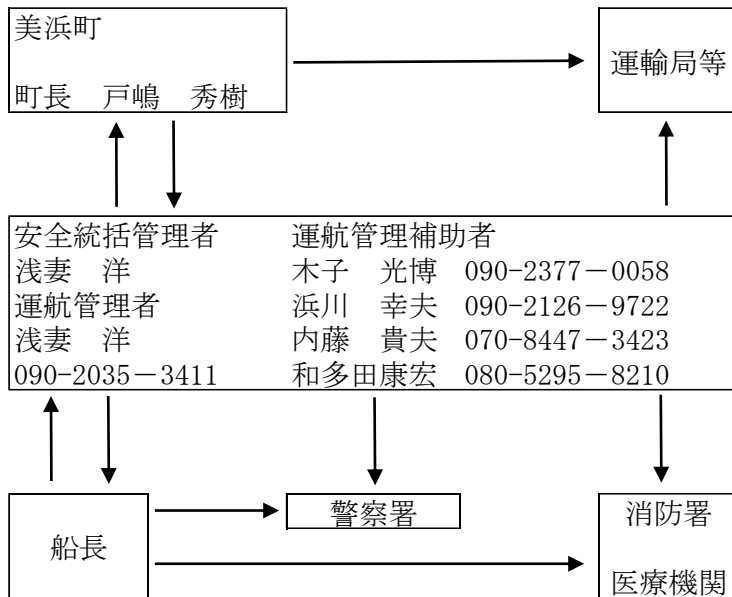 美浜町
町長　戸嶋　秀樹
運輸局等
安全統括管理者　　運航管理補助者
浅妻　洋　　木子　光博　090-2377－0058
運航管理者　　浜川　幸夫　090-2126－9722
浅妻　洋　　内藤　貴夫　070-8447－3423
090-2035－3411　　和多田康宏　080-5295－8210
船長
警察署
消防署
医療機関